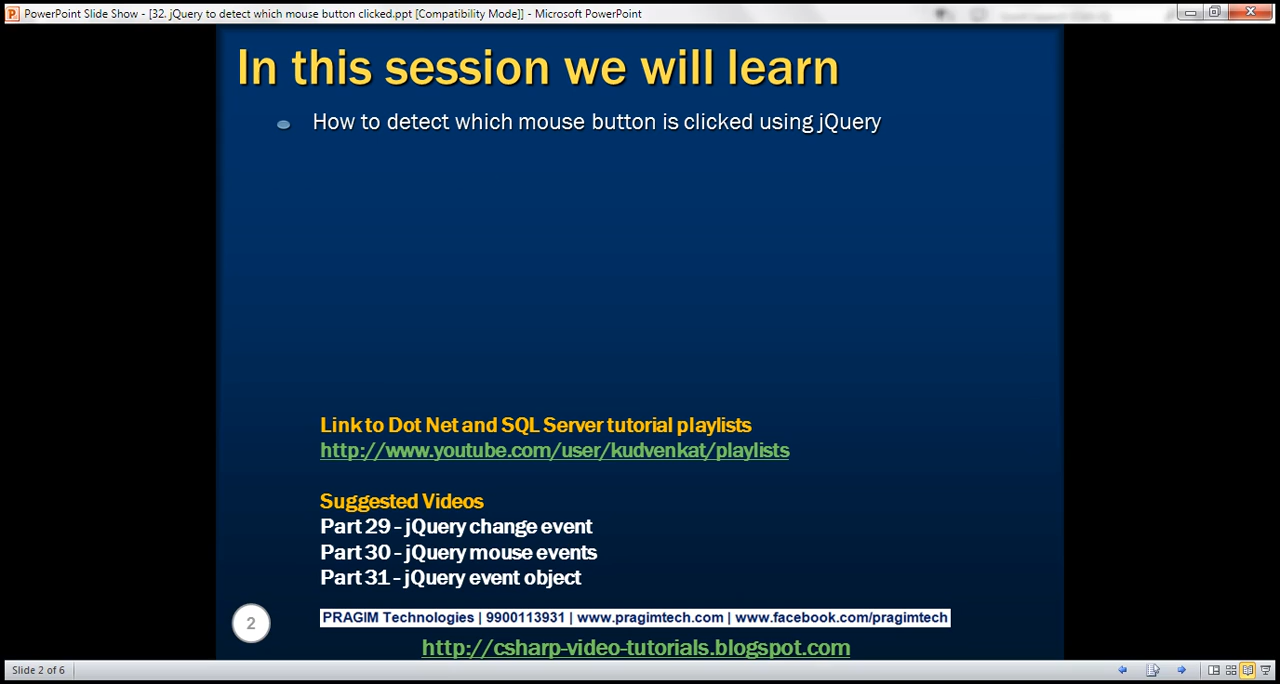 PowerPoint Slide Show - [32. jQuery to detect which mouse button clicked.ppt [Compatibility Mode]] - Microsoft PowerPoint
In this session we will learn
How to detect which mouse button is clicked using jQuery
Link to Dot Net and SQL Server tutorial playlists
http://www.youtube.com/user/kudvenkat/playlists
Suggested Videos
Part 29 - jQuery change event
Part 30 - jQuery mouse events
Part 31 - jQuery event object
2
PRAGIM Technologies | 9900113931 | www.pragimtech.com | www.facebook.com/pragimtech
http://csharp-video-tutorials.blogspot.com
Slide 2 of 6